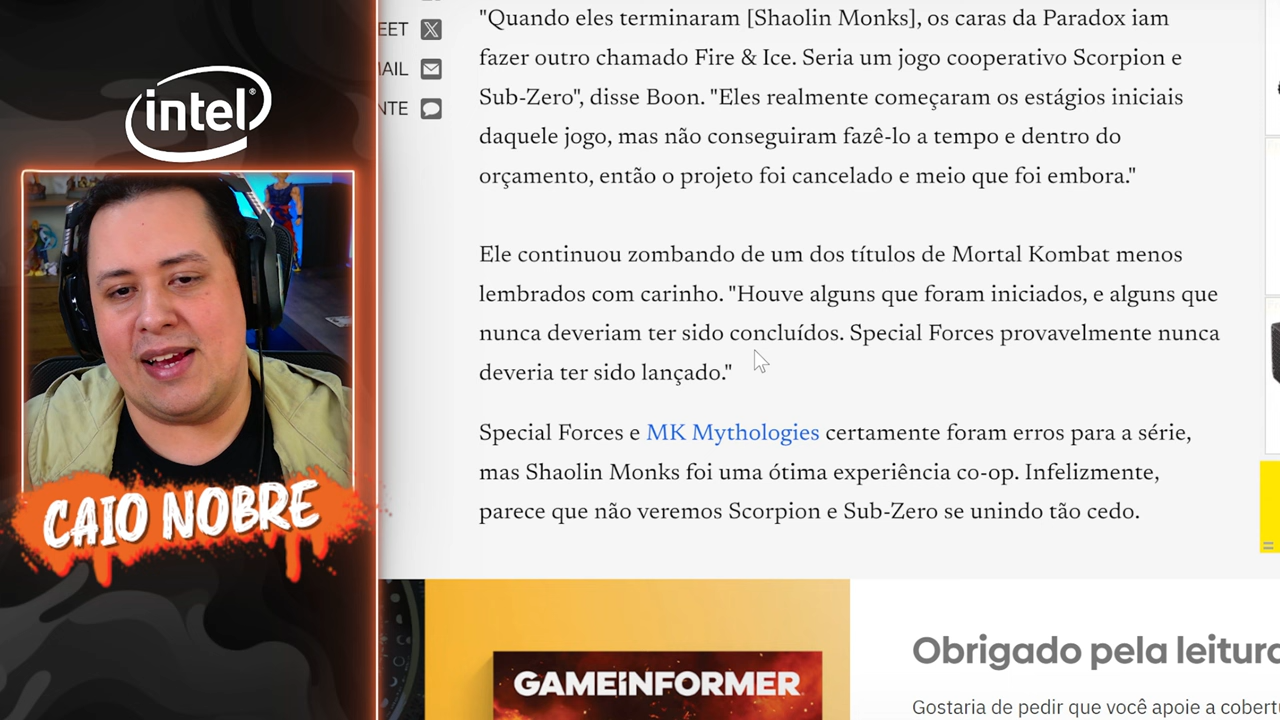 intel®
CAIO NOBRE
EET
AIL
NTE
"Quando eles terminaram [Shaolin Monks], os caras da Paradox iam
fazer outro chamado Fire & Ice. Seria um jogo cooperativo Scorpion e
Sub-Zero", disse Boon. "Eles realmente começaram os estágios iniciais
daquele jogo, mas não conseguiram fazê-lo a tempo e dentro do
orçamento, então o projeto foi cancelado e meio que foi embora."
Ele continuou zombando de um dos títulos de Mortal Kombat menos
lembrados com carinho. "Houve alguns que foram iniciados, e alguns que
nunca deveriam ter sido concluídos. Special Forces provavelmente nunca
deveria ter sido lançado."
Special Forces e MK Mythologies certamente foram erros para a série,
mas Shaolin Monks foi uma ótima experiência co-op. Infelizmente,
parece que não veremos Scorpion e Sub-Zero se unindo tão cedo.
GAMEINFORMER
Obrigado pela leitura
Gostaria de pedir que você apoie a cobert